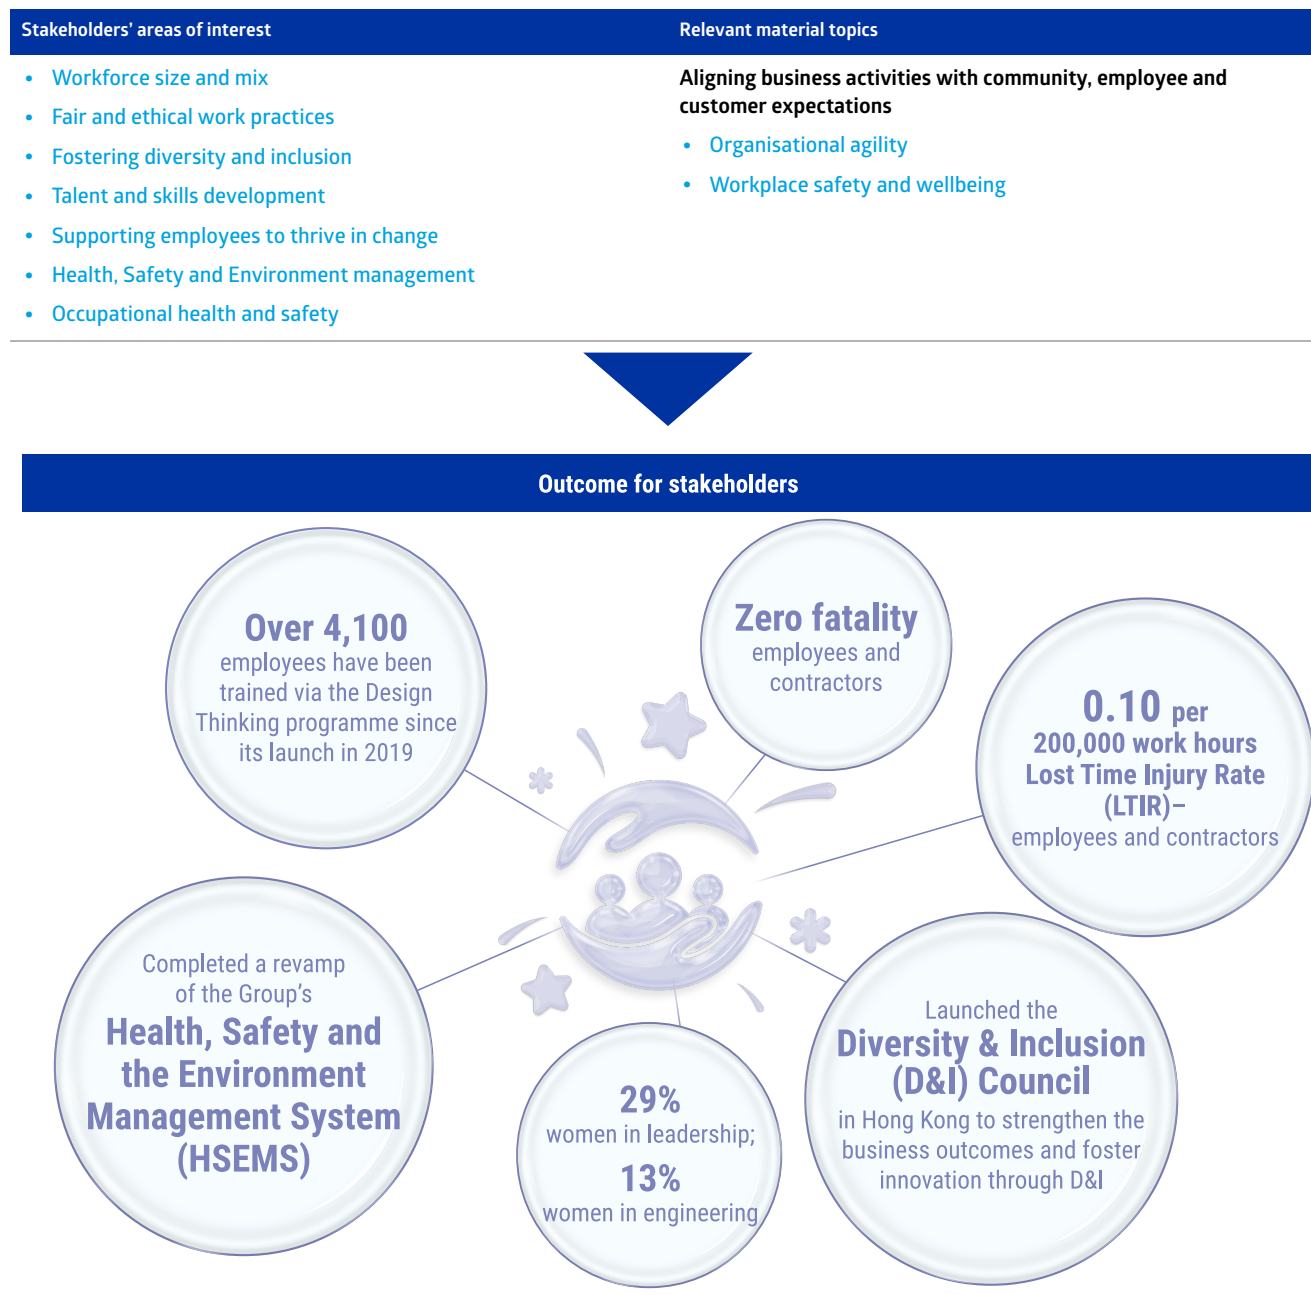 Stakeholders' areas of interest
Relevant material topics
• Workforce size and mix
• Fair and ethical work practices
• Fostering diversity and inclusion
• Talent and skills development
• Supporting employees to thrive in change
• Health, Safety and Environment management
• Occupational health and safety
Aligning business activities with community, employee and
customer expectations
• Organisational agility
• Workplace safety and wellbeing
Outcome for stakeholders
Over 4,100
employees have been
trained via the Design
Thinking programme since
its launch in 2019
Zero fatality
employees and
contractors
0.10 per
200,000 work hours
Lost Time Injury Rate
(LTIR)–
employees and contractors
Completed a revamp
of the Group's
Health, Safety and
the Environment
Management System
(HSEMS)
29%
women in leadership;
13%
women in engineering
Launched the
Diversity & Inclusion
(D&I) Council
in Hong Kong to strengthen the
business outcomes and foster
innovation through D&I